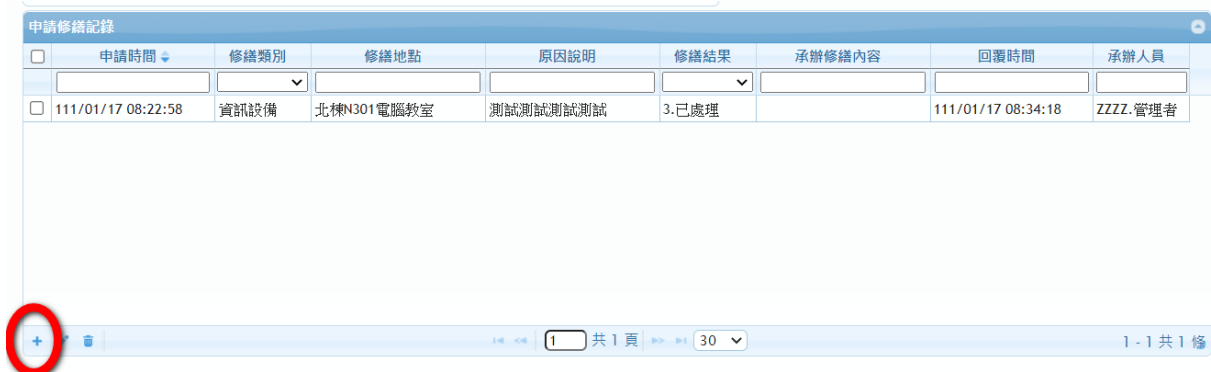 申請修繕記錄
申請時間 修繕類別 修繕地點 原因說明 修繕結果 承辦修繕內容 回覆時間 承辦人員
111/01/17 08:22:58 資訊設備 北棟N301電腦教室 測試測試測試測試 3.已處理 111/01/17 08:34:18 ZZZZ.管理者
1 共 1 頁 30 1 - 1 共 1 條